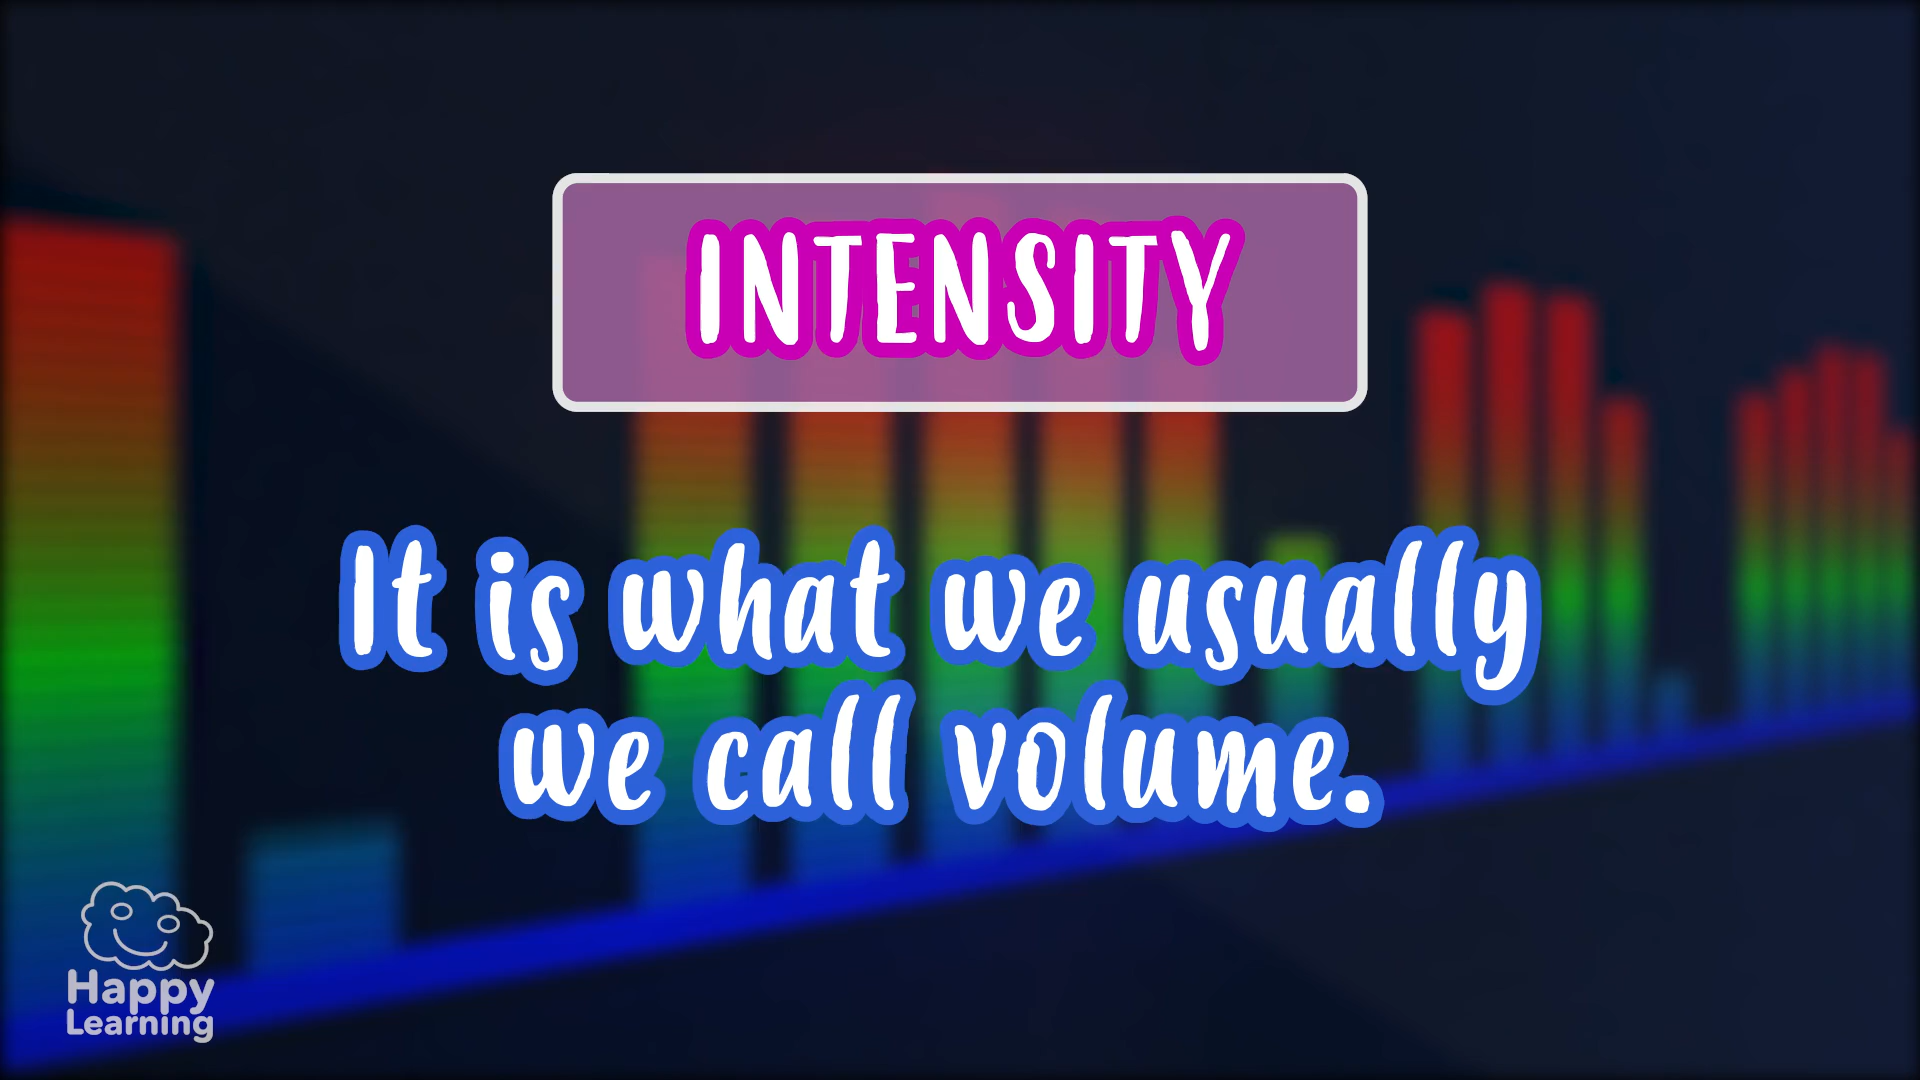 INTENSITY
It is what we usually
we call volume.
Happy
Learning